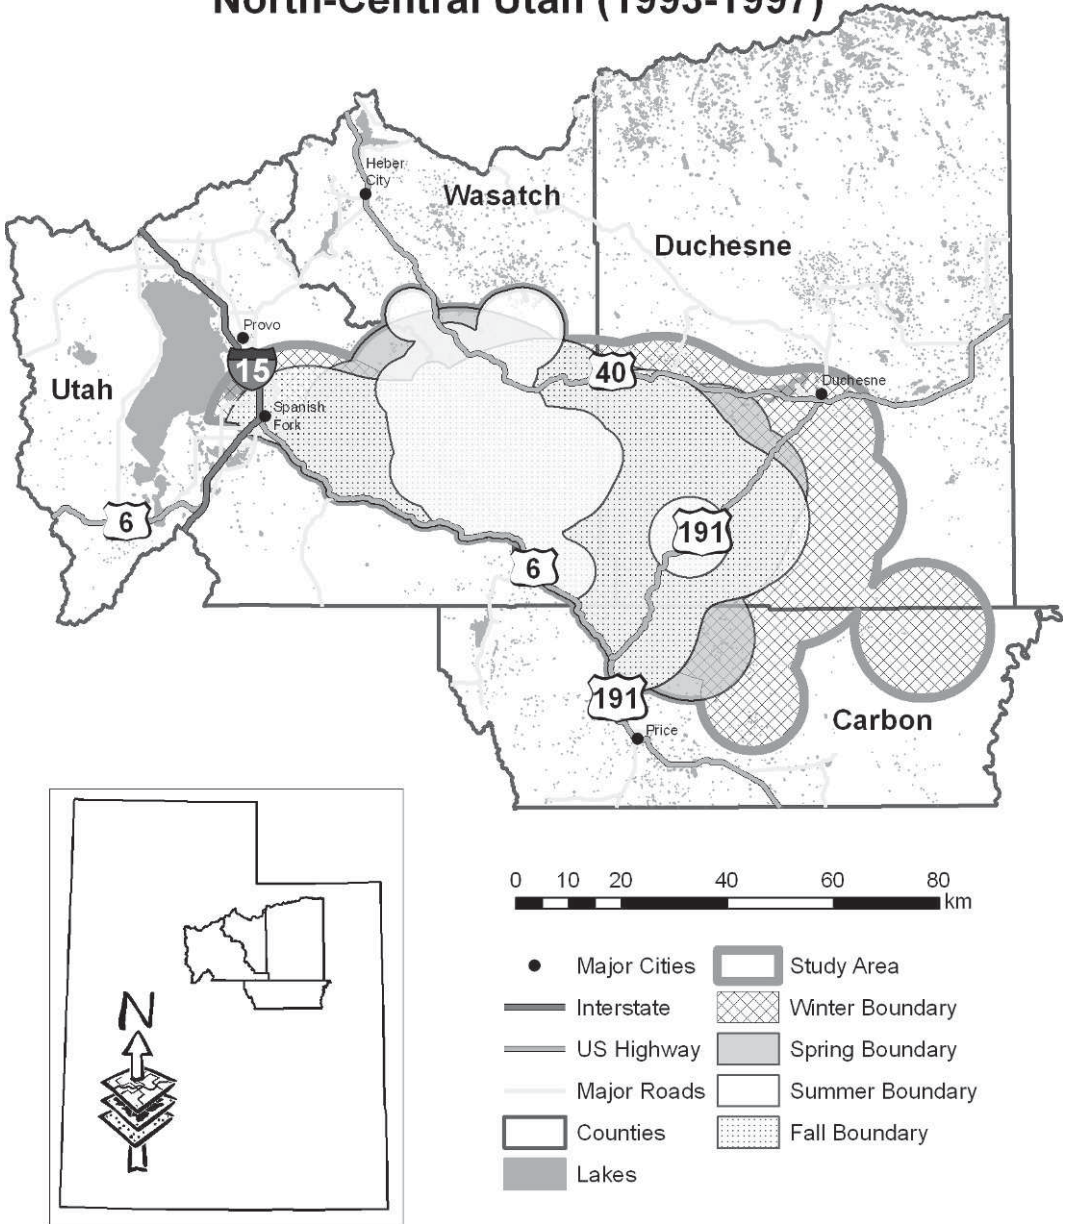 North-Central Utah (1993-1997)
Heber
City
Wasatch
Duchesne
Provo
15
Utah
40
Duchesne
Spanish
Fork
6
191
6
191
Carbon
Price
0 10 20 40 60 80
km
Major Cities
Interstate
US Highway
Major Roads
Counties
Lakes
Study Area
Winter Boundary
Spring Boundary
Summer Boundary
Fall Boundary
N